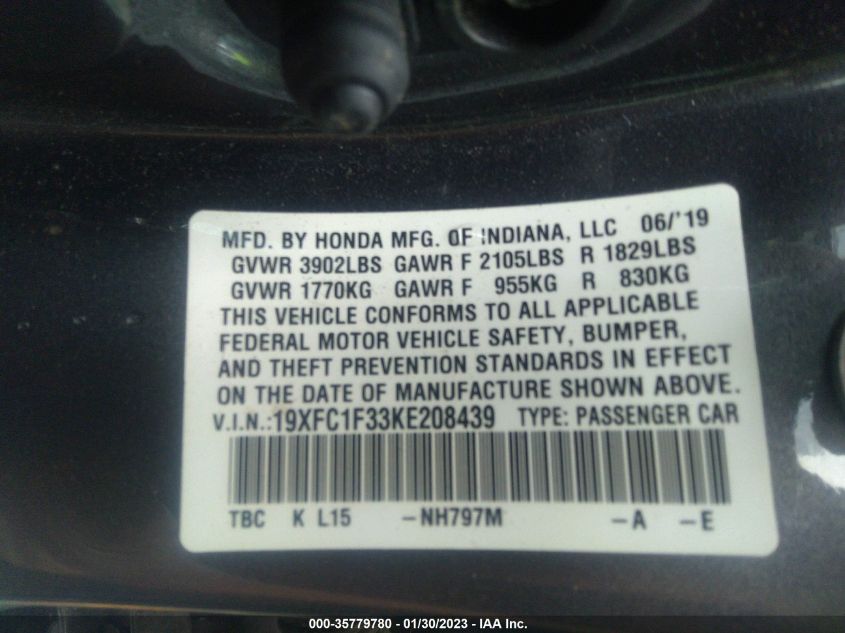 MFD. BY HONDA MFG. OF INDIANA, LLC 06/'19
GVWR 3902LBS GAWR F 2105LBS R 1829LBS
GVWR 1770KG GAWR F 955KG R 830KG
THIS VEHICLE CONFORMS TO ALL APPLICABLE
FEDERAL MOTOR VEHICLE SAFETY, BUMPER,
AND THEFT PREVENTION STANDARDS IN EFFECT
ON THE DATE OF MANUFACTURE SHOWN ABOVE.
V.I.N.:19XFC1F33KE208439 TYPE: PASSENGER CAR
TBC K L15 -NH797M -A -E
000-35779780 - 01/30/2023 - IAA Inc.